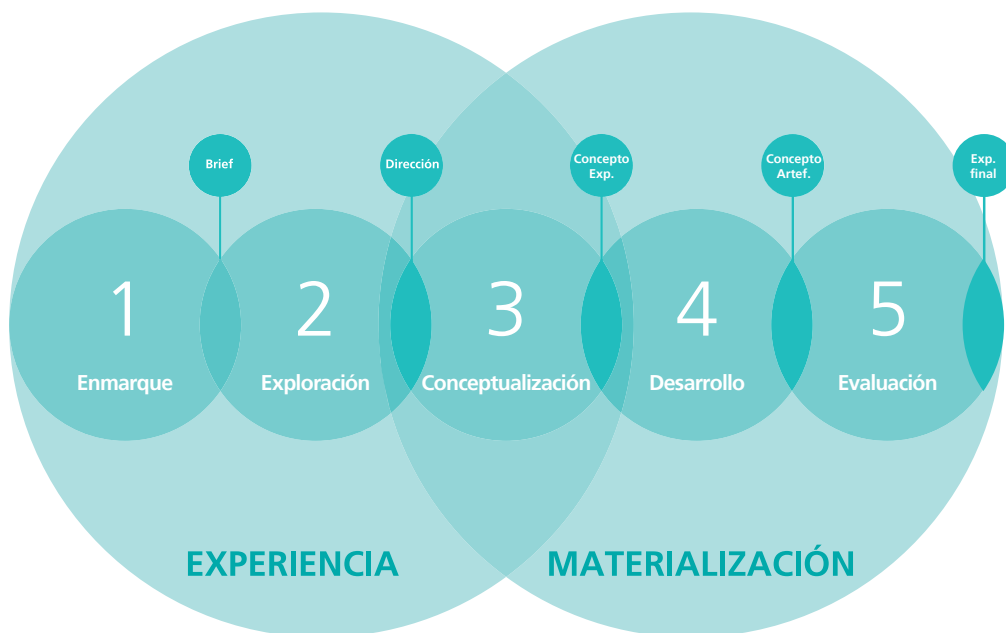 Brief
Dirección
Concepto
Exp.
Concepto
Artef.
Exp.
final
1
Enmarque
2
Exploración
3
Conceptualización
4
Desarrollo
5
Evaluación
EXPERIENCIA
MATERIALIZACIÓN